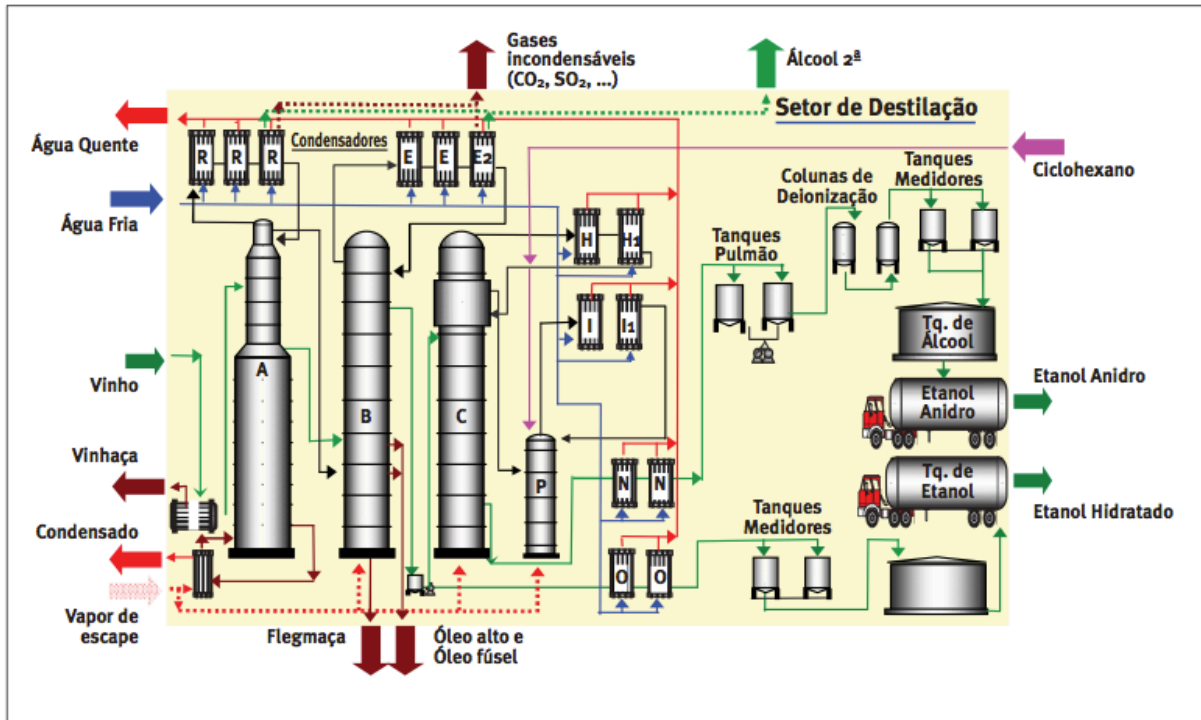 Gases
incondensáveis
(CO₂, SO₂, ...)
Álcool 2ª
Setor de Destilação
Água Quente
Condensadores
R
R
R
E
E
E2
Ciclohexano
Água Fria
Colunas de
Deionização
Tanques
Medidores
H
H1
Tanques
Pulmão
I
I1
Tq. de
Álcool
Vinho
A
B
C
Etanol
Anidro
Etanol Anidro
Vinhaça
P
N
N
Tq. de
Etanol
Etanol Hidratado
Condensado
Tanques
Medidores
O
O
Vapor de
escape
Flegmaça
Óleo alto e
Óleo fúsel